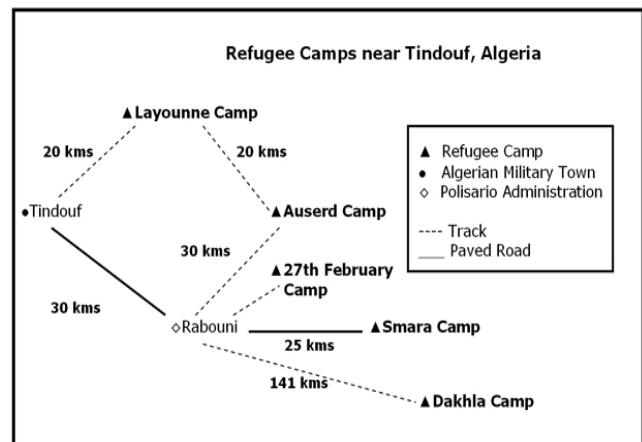 Refugee Camps near Tindouf, Algeria
Layounne Camp
20 kms
20 kms
Refugee Camp
Algerian Military Town
Polisario Administration
Track
Paved Road
Tindouf
Auserd Camp
30 kms
27th February
Camp
30 kms
Rabouni
Smara Camp
25 kms
141 kms
Dakhla Camp